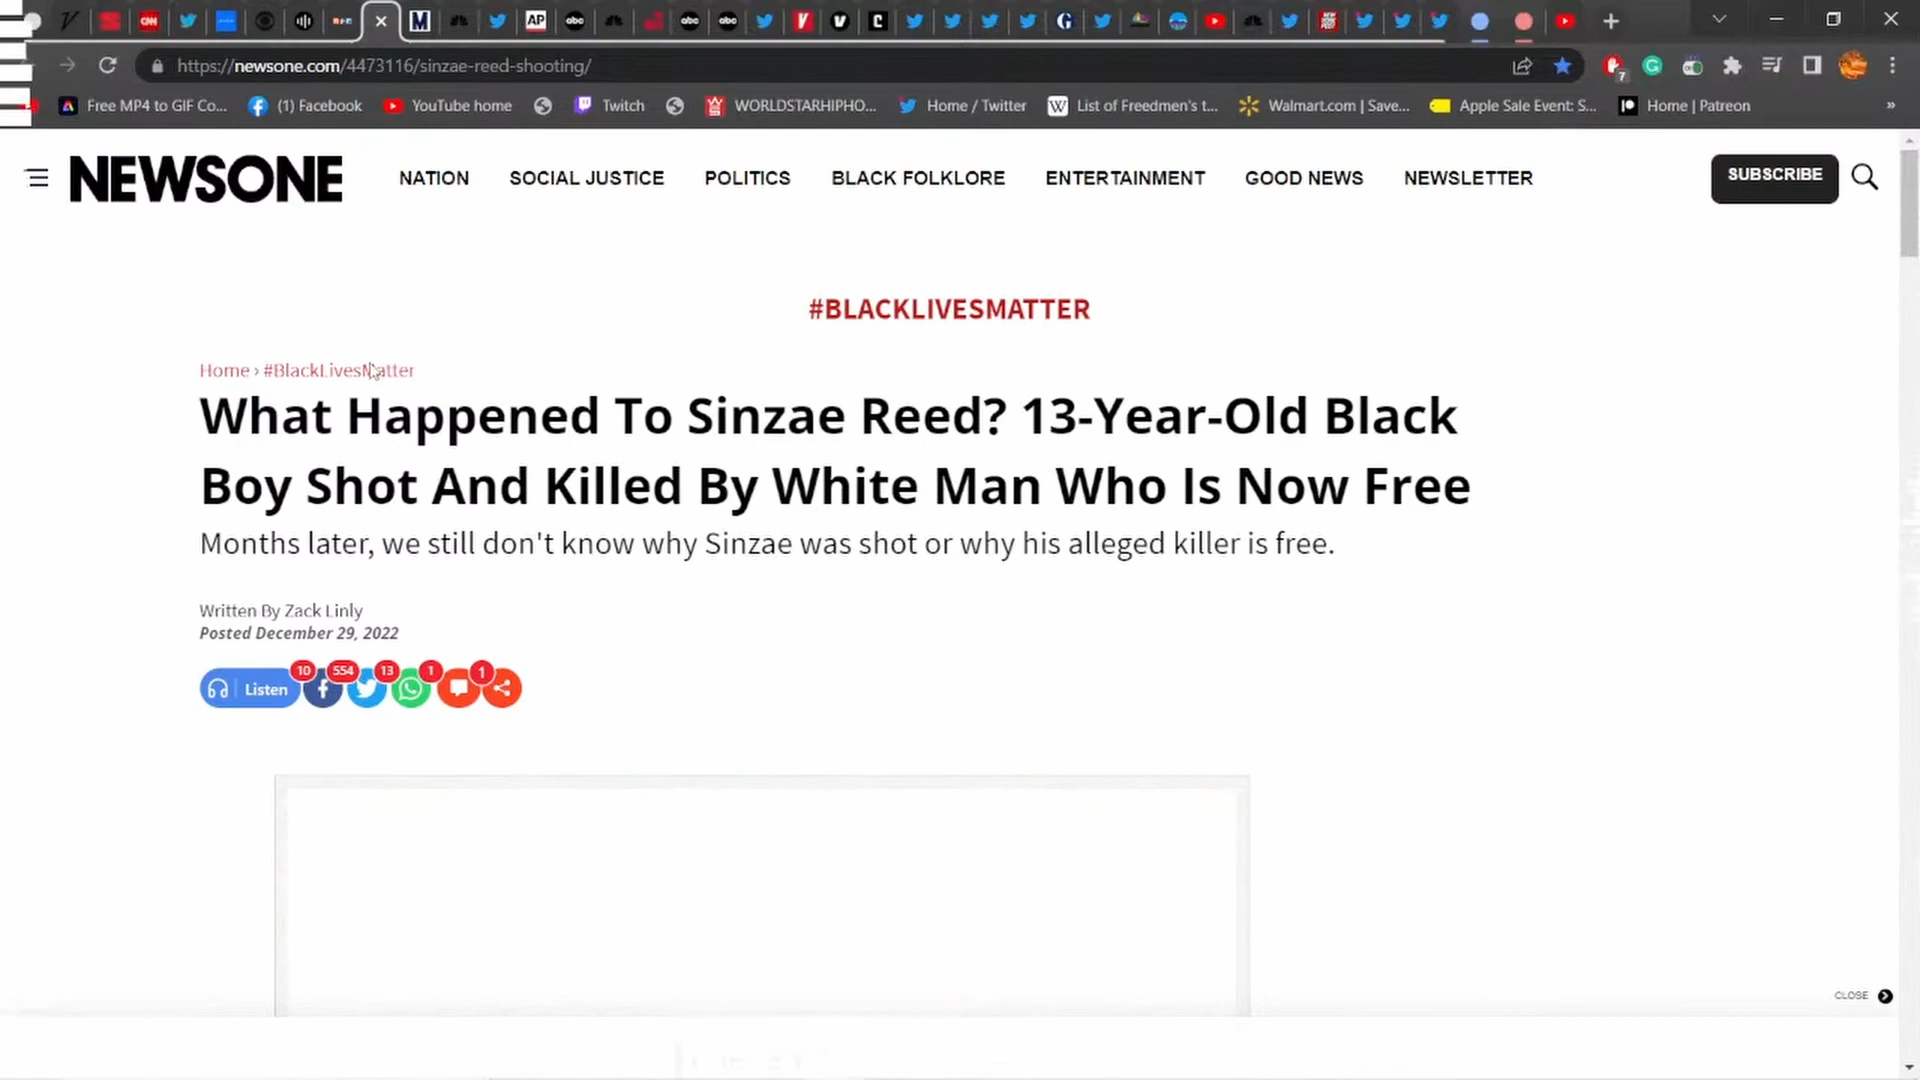 AP
abc
abc
abc
https://newsone.com/4473116/sinzae-reed-shooting/
7
Free MP4 to GIF Co...
(1) Facebook
YouTube home
Twitch
WORLDSTARHIPHO...
Home / Twitter
W
List of Freedmen's t...
Walmart.com | Save...
Apple Sale Event: S...
Home | Patreon
»
NEWSONE
NATION
SOCIAL JUSTICE
POLITICS
BLACK FOLKLORE
ENTERTAINMENT
GOOD NEWS
NEWSLETTER
SUBSCRIBE
#BLACKLIVESMATTER
Home › #BlackLivesMatter
What Happened To Sinzae Reed? 13-Year-Old Black
Boy Shot And Killed By White Man Who Is Now Free
Months later, we still don't know why Sinzae was shot or why his alleged killer is free.
Written By Zack Linly
Posted December 29, 2022
Listen
10
554
13
1
1
CLOSE